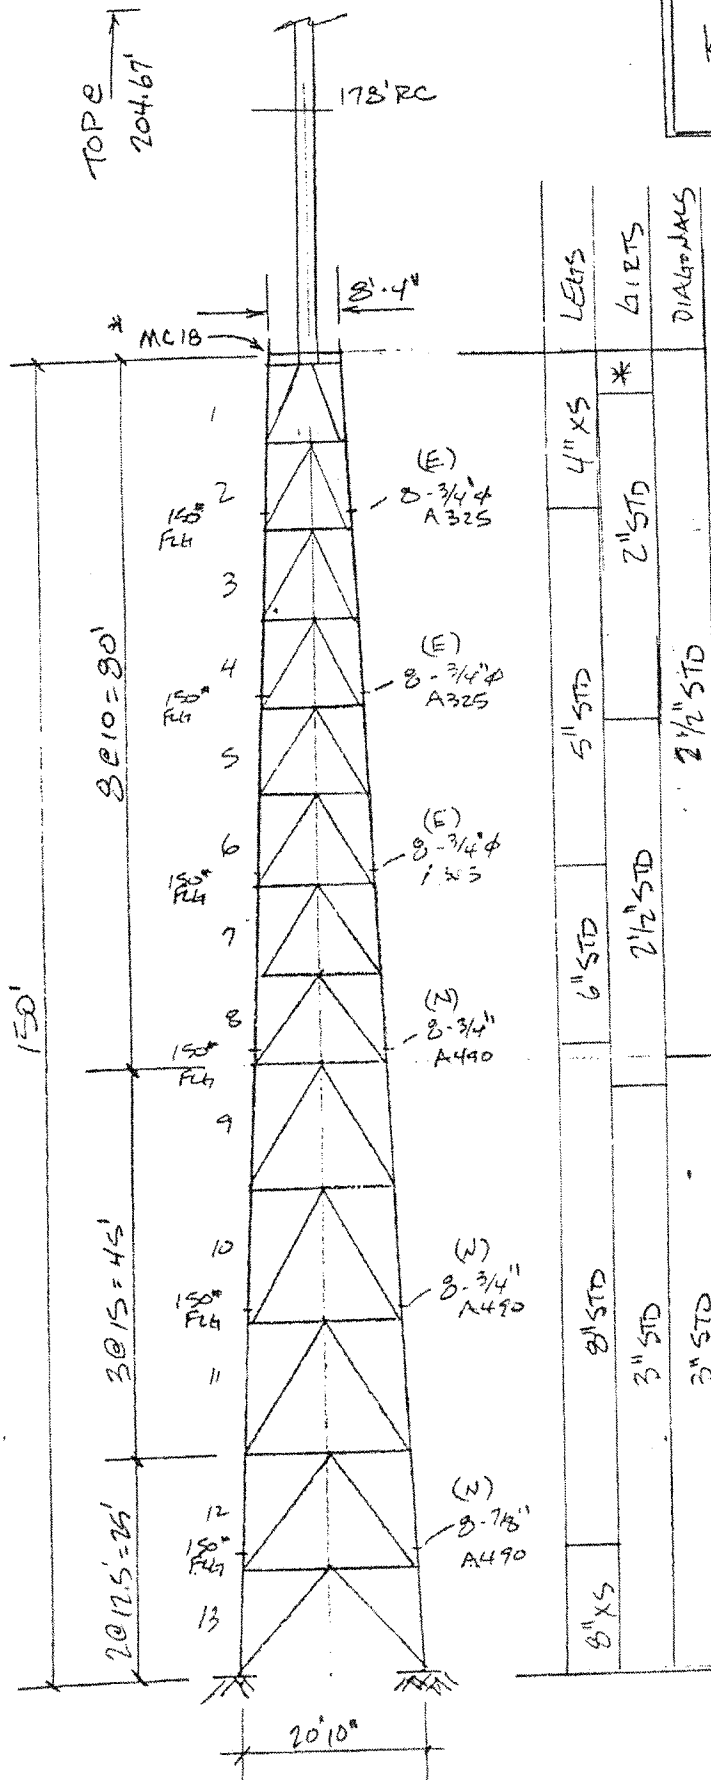 TOP @
204.67'
178' RC
8'-4"
*
MC18
LEGS
GIRTS
DIAGONALS
1
2
3
4
5
6
7
8
9
10
11
12
13
150#
FLG
(E)
8-3/4"φ
A325
150#
FLG
(E)
8-3/4"φ
A325
150#
FLG
(E)
8-3/4"φ
150#
FLG
(N)
8-3/4"
A490
150#
FLG
(N)
8-3/4"
A490
150#
FLG
(N)
8-7/8"
A490
150'
8@10=80'
3@15=45'
2@12.5'=25'
20'10"
4" XS
5" STD
6" STD
8" STD
8" XS
*
2" STD
2 1/2" STD
3" STD
2 1/2" STD
3" STD